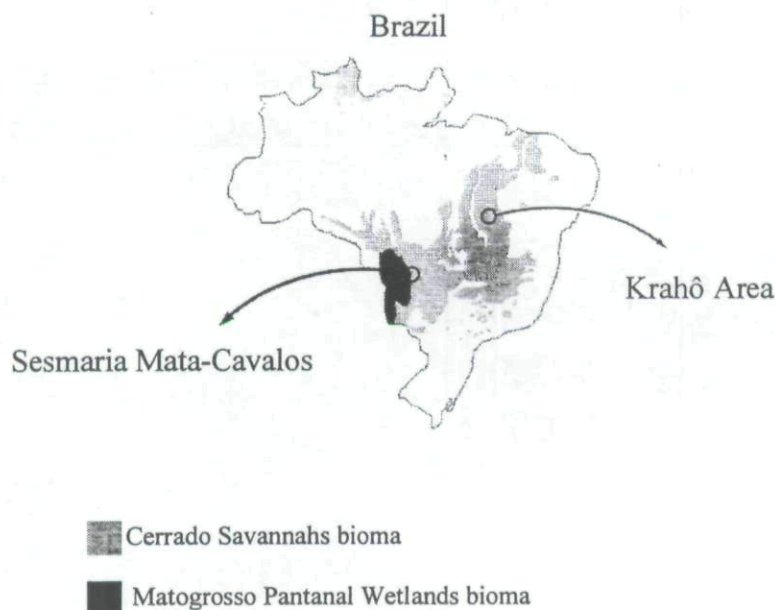 Brazil
Krahô Area
Sesmaria Mata-Cavalos
Cerrado Savannahs bioma
Matogrosso Pantanal Wetlands bioma